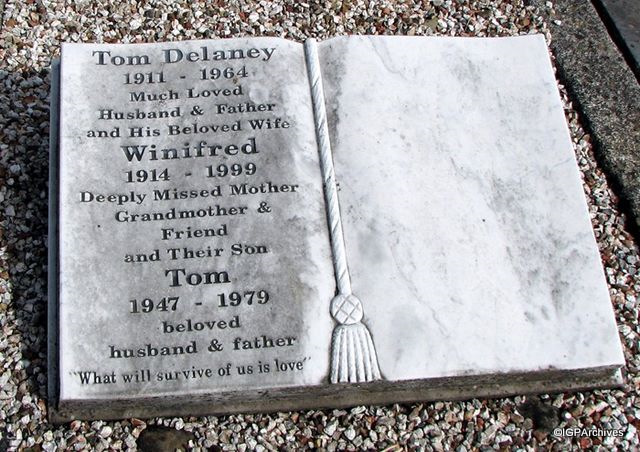 Tom Delaney
1911 - 1964
Much Loved
Husband & Father
and His Beloved Wife
Winifred
1914 - 1999
Deeply Missed Mother
Grandmother &
Friend
and Their Son
Tom
1947 - 1979
beloved
husband & father
"What will survive of us is love"
©IGPArchives